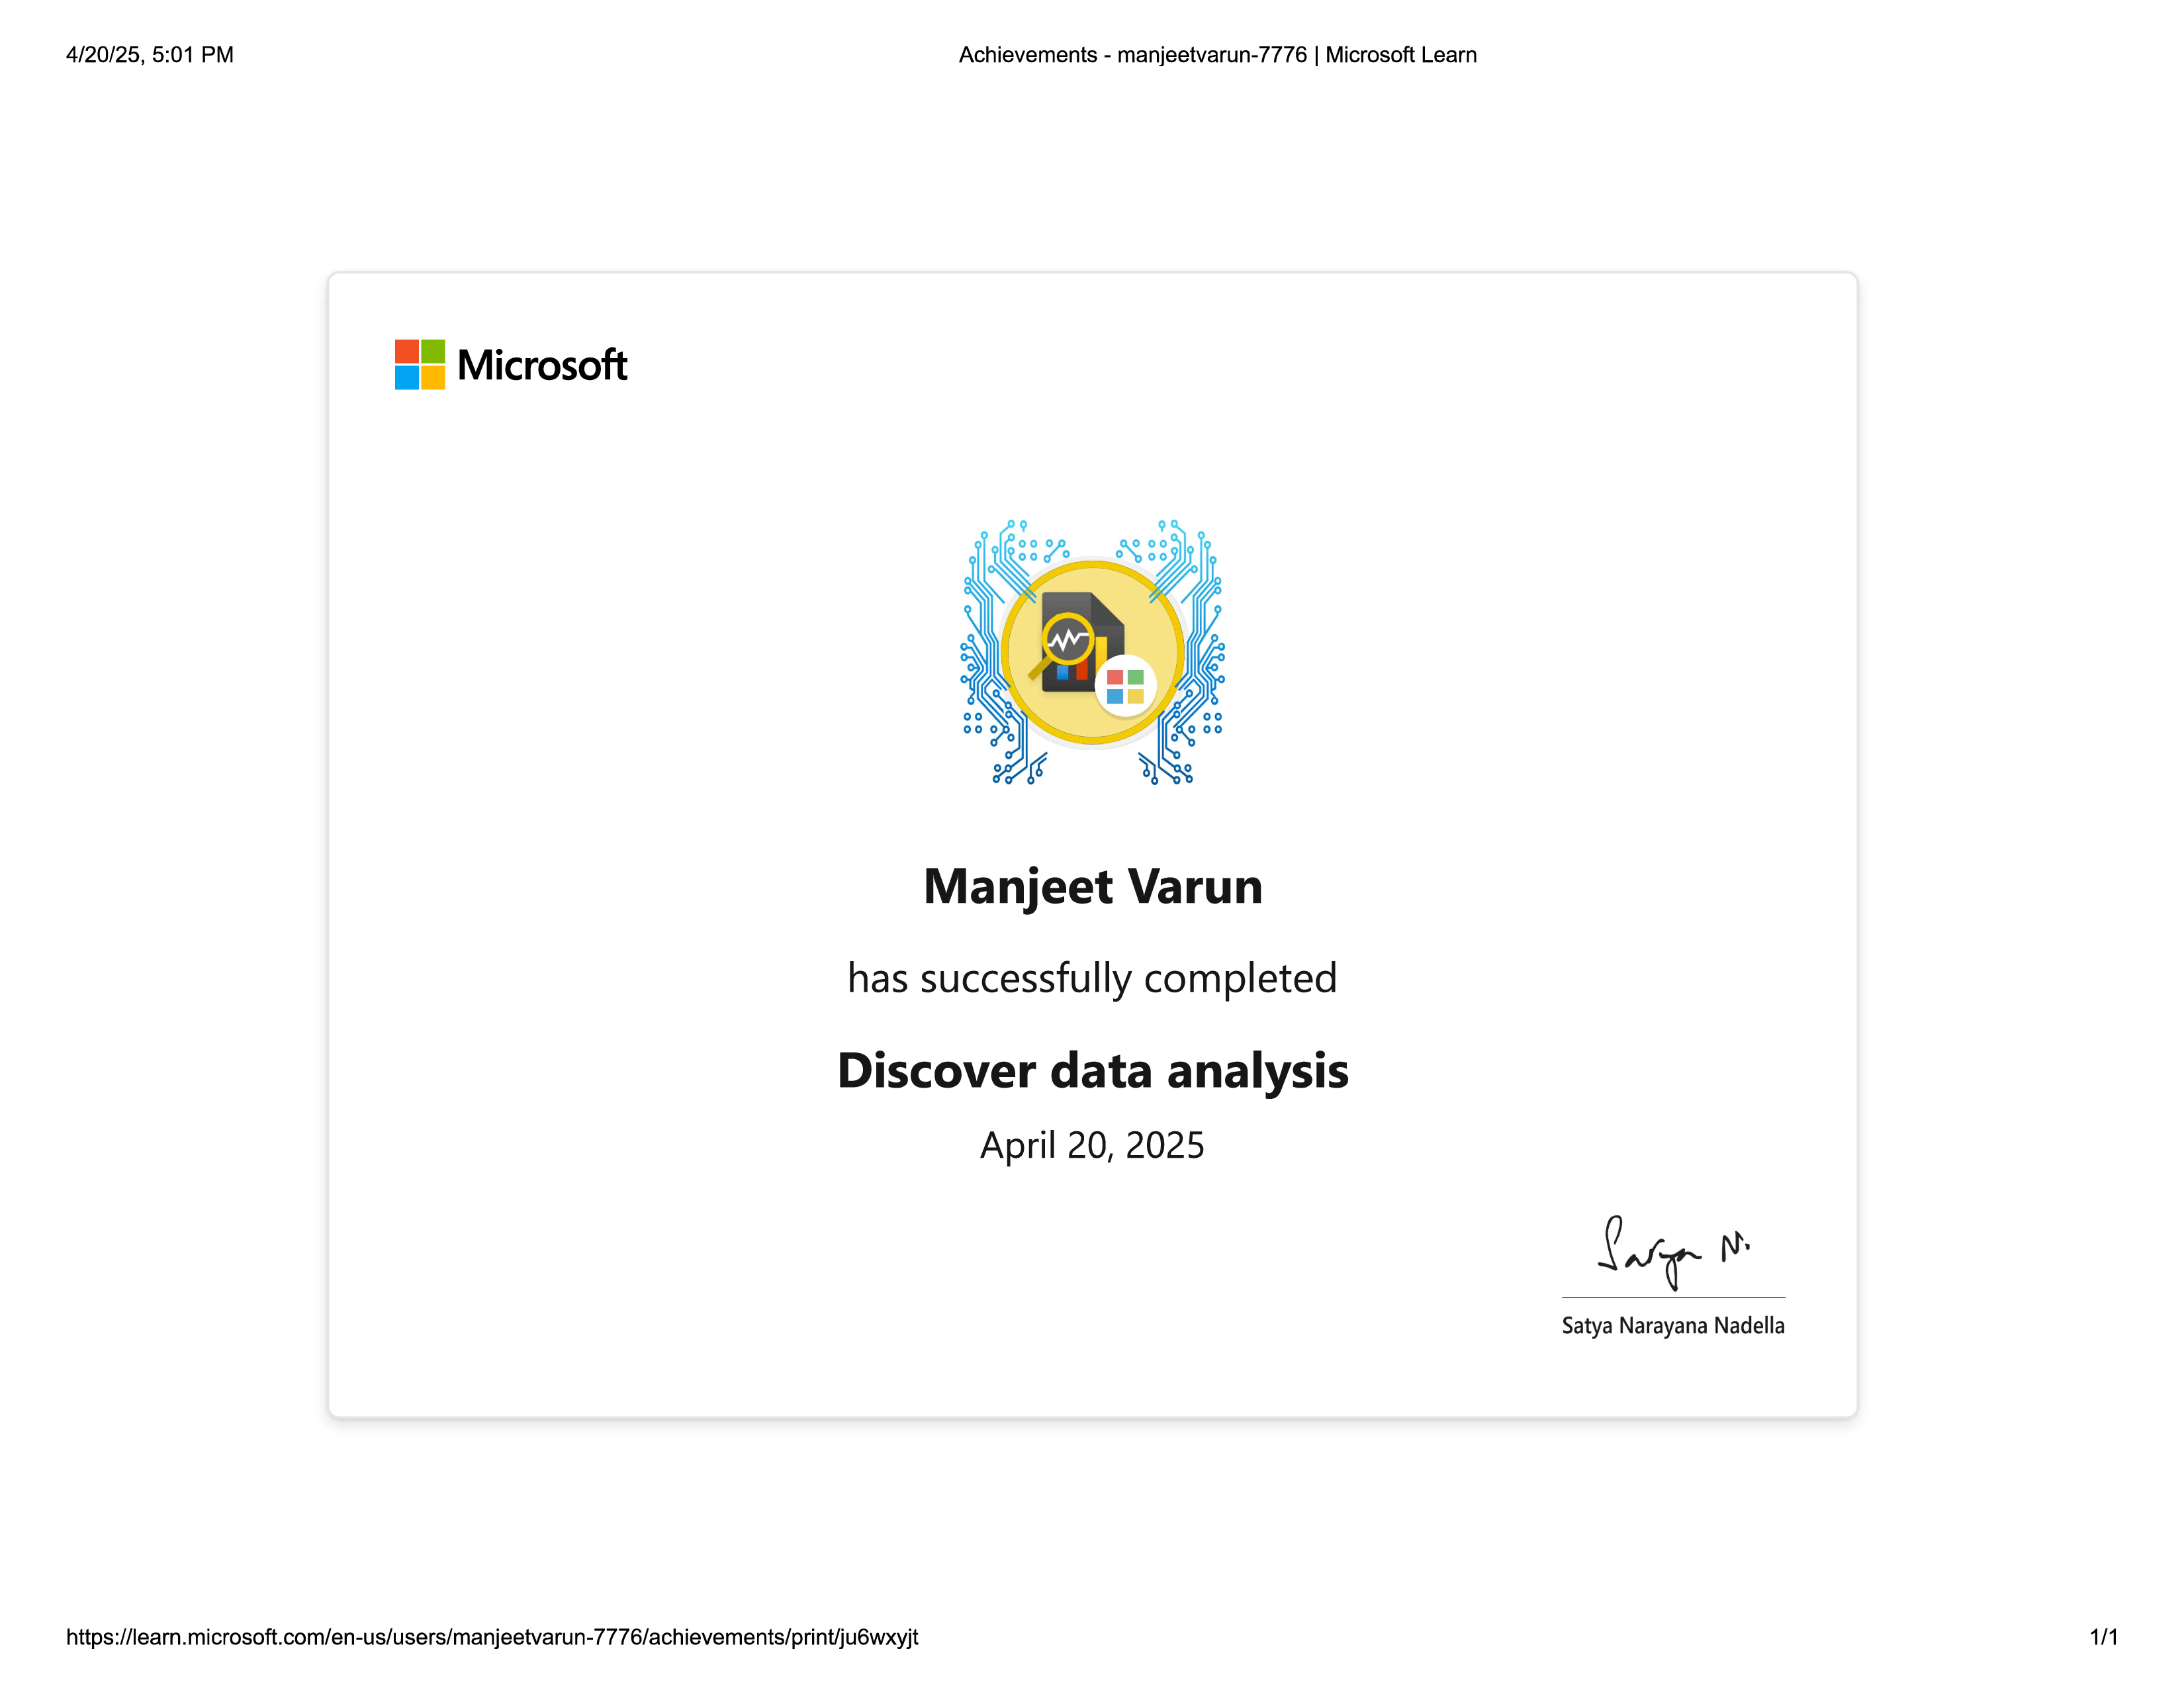 4/20/25, 5:01 PM
Achievements - manjeetvarun-7776 | Microsoft Learn
Microsoft
Manjeet Varun
has successfully completed
Discover data analysis
April 20, 2025
Satya N.
Satya Narayana Nadella
https://learn.microsoft.com/en-us/users/manjeetvarun-7776/achievements/print/ju6wxyjt
1/1